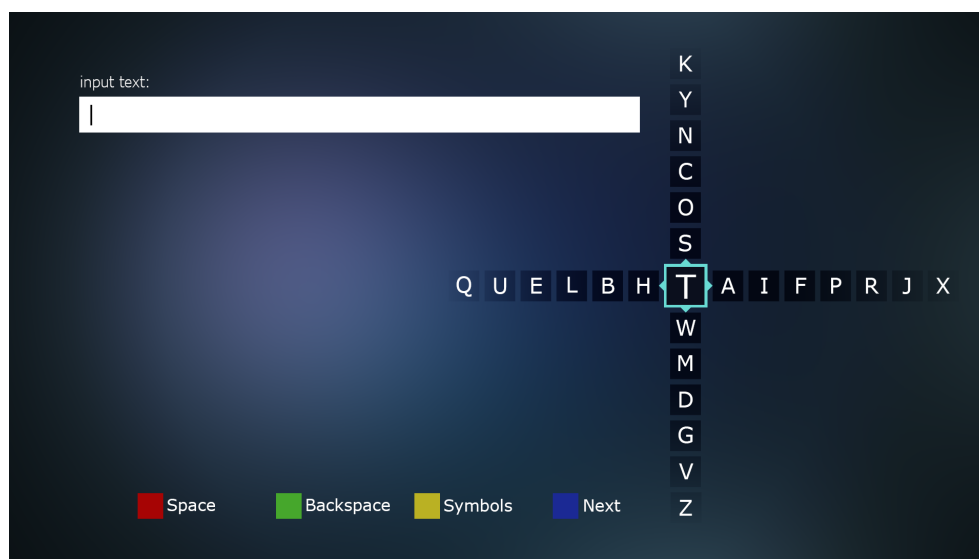 input text:
K
Y
N
C
O
S
Q U E L B H T A I F P R J X
W
M
D
G
V
Z
Space Backspace Symbols Next